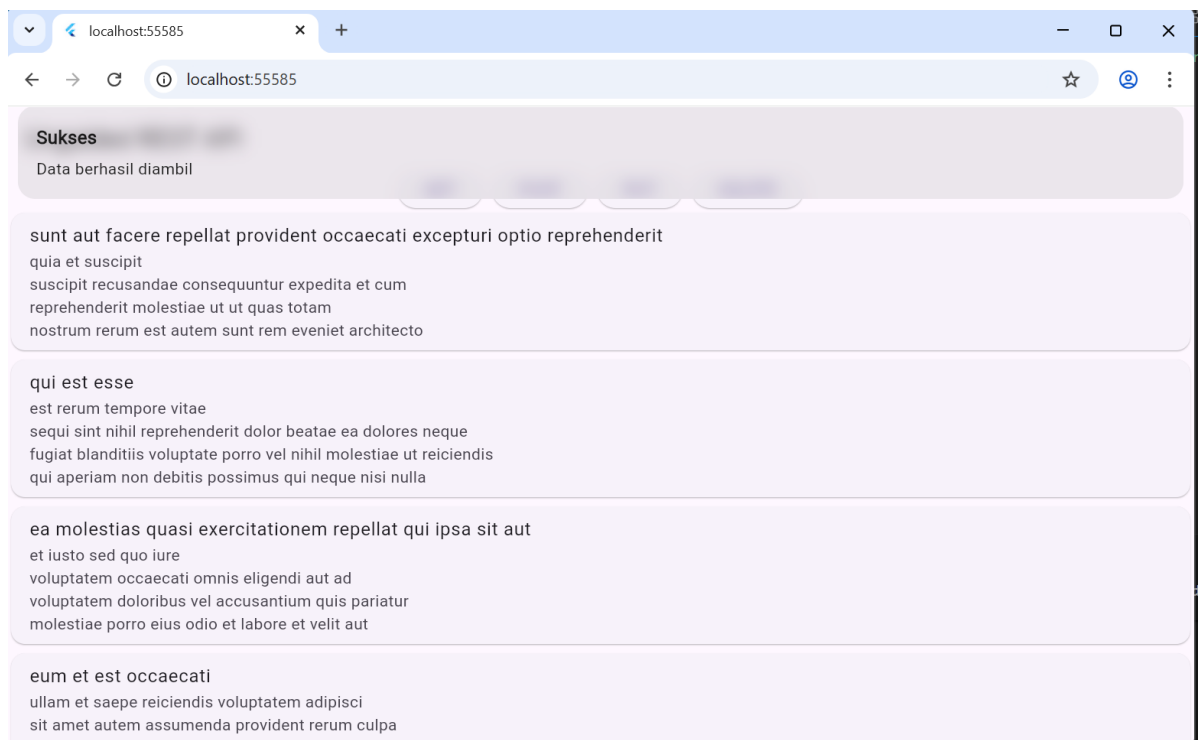 localhost:55585
localhost:55585
Sukses
Data berhasil diambil
sunt aut facere repellat provident occaecati excepturi optio reprehenderit
quia et suscipit
suscipit recusandae consequuntur expedita et cum
reprehenderit molestiae ut ut quas totam
nostrum rerum est autem sunt rem eveniet architecto
qui est esse
est rerum tempore vitae
sequi sint nihil reprehenderit dolor beatae ea dolores neque
fugiat blanditiis voluptate porro vel nihil molestiae ut reiciendis
qui aperiam non debitis possimus qui neque nisi nulla
ea molestias quasi exercitationem repellat qui ipsa sit aut
et iusto sed quo iure
voluptatem occaecati omnis eligendi aut ad
voluptatem doloribus vel accusantium quis pariatur
molestiae porro eius odio et labore et velit aut
eum et est occaecati
ullam et saepe reiciendis voluptatem adipisci
sit amet autem assumenda provident rerum culpa